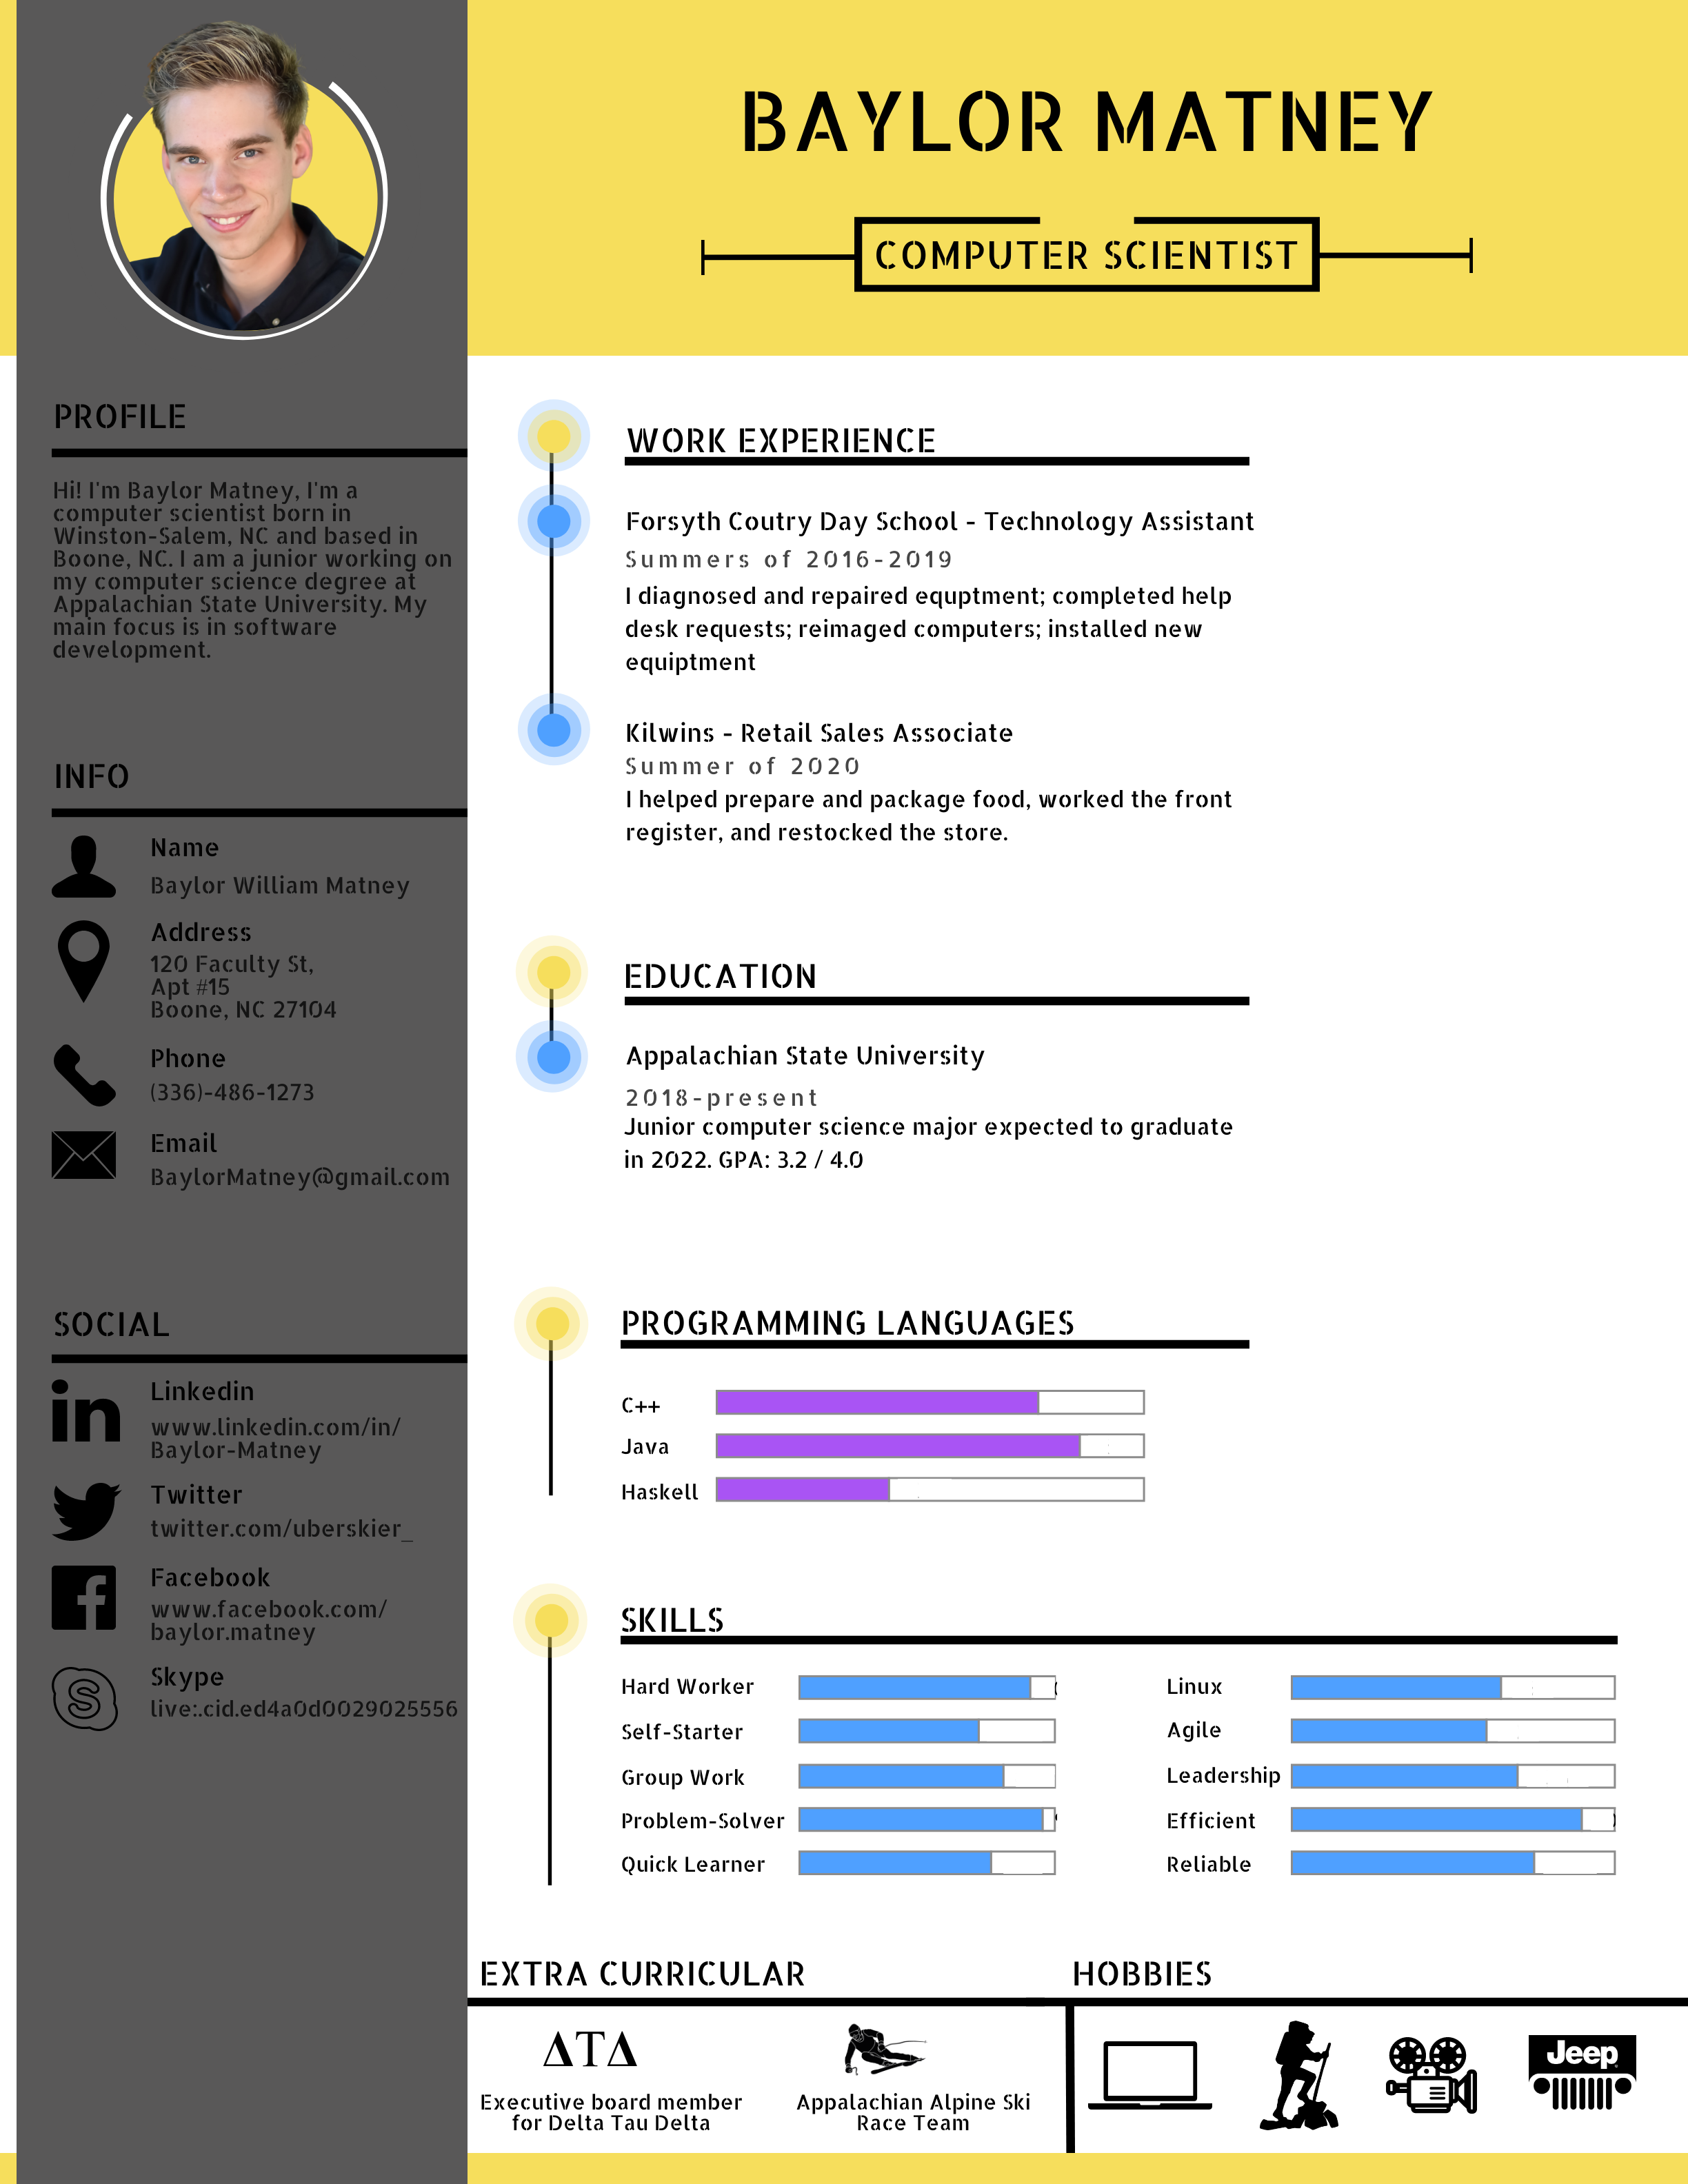 BAYLOR MATNEY
COMPUTER SCIENTIST
PROFILE
Hi! I'm Baylor Matney, I'm a
computer scientist born in
Winston-Salem, NC and based in
Boone, NC. I am a junior working on
my computer science degree at
Appalachian State University. My
main focus is in software
development.
INFO
Name
Baylor William Matney
Address
120 Faculty St,
Apt #15
Boone, NC 27104
Phone
(336)-486-1273
Email
BaylorMatney@gmail.com
SOCIAL
Linkedin
www.linkedin.com/in/
Baylor-Matney
Twitter
twitter.com/uberskier_
Facebook
www.facebook.com/
baylor.matney
Skype
live:.cid.ed4a0d0029025556
WORK EXPERIENCE
Forsyth Coutry Day School - Technology Assistant
Summers of 2016-2019
I diagnosed and repaired equptment; completed help
desk requests; reimaged computers; installed new
equiptment
Kilwins - Retail Sales Associate
Summer of 2020
I helped prepare and package food, worked the front
register, and restocked the store.
EDUCATION
Appalachian State University
2018-present
Junior computer science major expected to graduate
in 2022. GPA: 3.2 / 4.0
PROGRAMMING LANGUAGES
C++
Java
Haskell
SKILLS
Hard Worker
Self-Starter
Group Work
Problem-Solver
Quick Learner
Linux
Agile
Leadership
Efficient
Reliable
EXTRA CURRICULAR
ΔΤΔ
Executive board member
for Delta Tau Delta
Appalachian Alpine Ski
Race Team
HOBBIES
Jeep